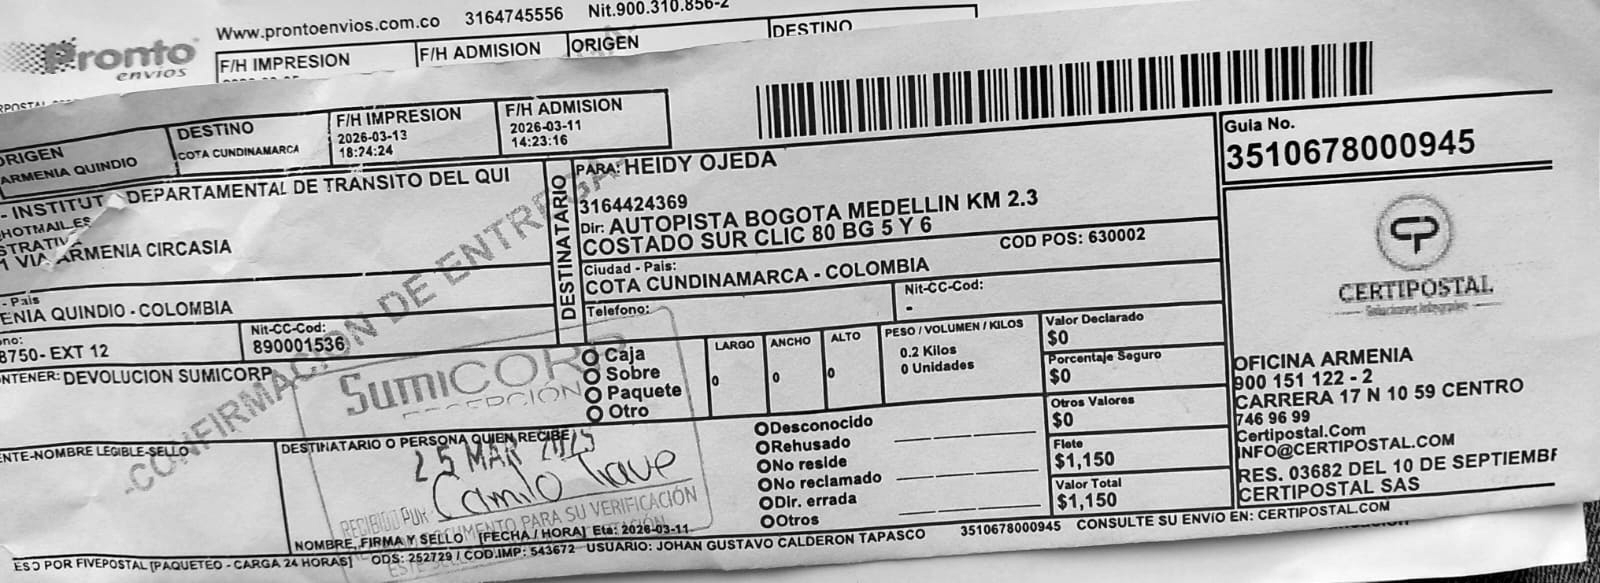 Www.prontoenvios.com.co 3164745556 Nit.900.310.856-2
Pronto
envios
F/H IMPRESION
F/H ADMISION
ORIGEN
DESTINO
ORIGEN
ARMENIA QUINDIO
DESTINO
COTA CUNDINAMARCA
F/H IMPRESION
2026-03-13
18:24:24
F/H ADMISION
2026-03-11
14:23:16
- INSTITUT DEPARTAMENTAL DE TRANSITO DEL QUI
VIA ARMENIA CIRCASIA
- Pais
ENIA QUINDIO - COLOMBIA
8750- EXT 12
Nit-CC-Cod:
890001536
NTENER: DEVOLUCION SUMICORP
-CONFIRMACION DE ENTREGA-
DESTINATARIO
PARA: HEIDY OJEDA
3164424369
Dir: AUTOPISTA BOGOTA MEDELLIN KM 2.3
COSTADO SUR CLIC 80 BG 5 Y 6
COD POS: 630002
Ciudad - Pais:
COTA CUNDINAMARCA - COLOMBIA
Telefono:
Nit-CC-Cod:
-
Caja
Sobre
Paquete
Otro
LARGO
0
ANCHO
0
ALTO
0
PESO / VOLUMEN / KILOS
0.2 Kilos
0 Unidades
Valor Declarado
$0
Porcentaje Seguro
$0
Otros Valores
$0
Flete
$1,150
Valor Total
$1,150
Desconocido
Rehusado
No reside
No reclamado
Dir. errada
Otros
NTE-NOMBRE LEGIBLE-SELLO
DESTINATARIO O PERSONA QUIEN RECIBE
SUMICORP
RECEPCIÓN
25 MAR 2025
Camilo
RECIBIDO POR
DOCUMENTO PARA SU VERIFICACIÓN
NOMBRE, FIRMA Y SELLO [FECHA / HORA] Eta: 2026-03-11
Guia No.
3510678000945
CERTIPOSTAL
Soluciones Integrales
OFICINA ARMENIA
900 151 122 - 2
CARRERA 17 N 10 59 CENTRO
746 96 99
Certipostal.Com
INFO@CERTIPOSTAL.COM
RES. 03682 DEL 10 DE SEPTIEMBR
CERTIPOSTAL SAS
ESO POR FIVEPOSTAL [PAQUETEO - CARGA 24 HORAS] ODS: 252729 / COD.IMP: 543672 USUARIO: JOHAN GUSTAVO CALDERON TAPASCO 3510678000945 CONSULTE SU ENVIO EN: CERTIPOSTAL.COM